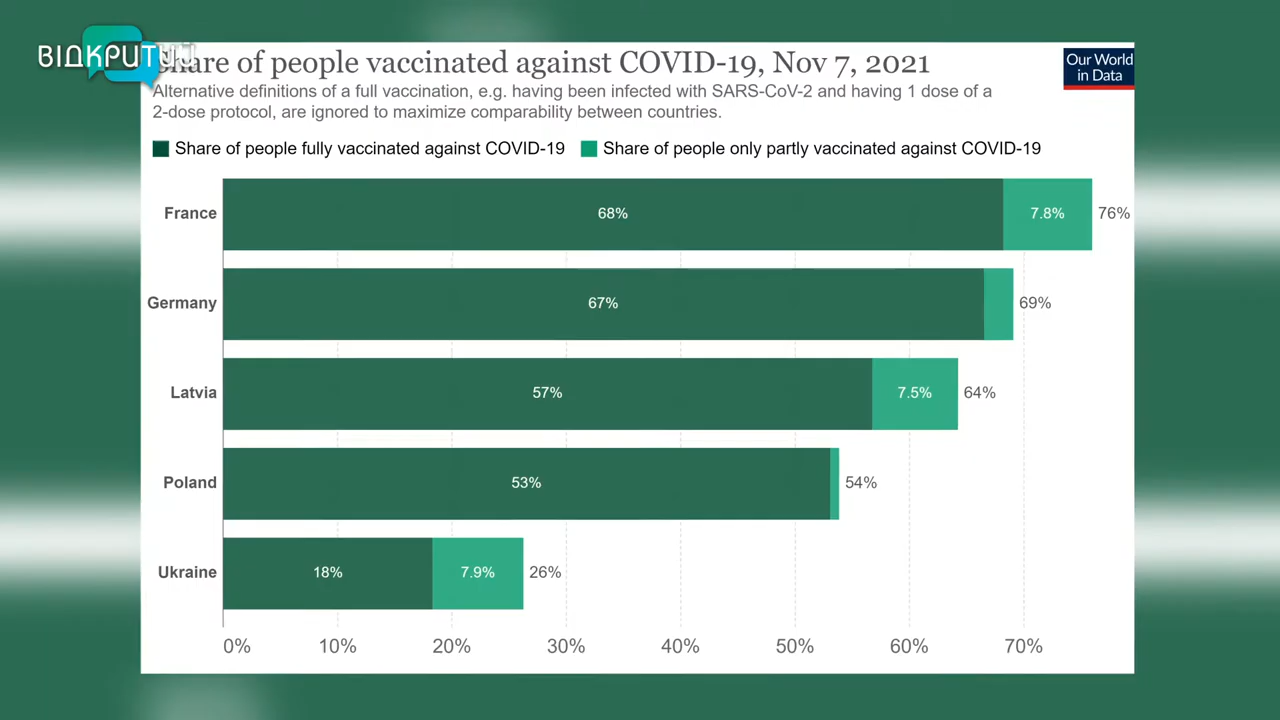 ВІДКРИТИЙ
Share of people vaccinated against COVID-19, Nov 7, 2021
Our World
in Data
Alternative definitions of a full vaccination, e.g. having been infected with SARS-CoV-2 and having 1 dose of a
2-dose protocol, are ignored to maximize comparability between countries.
Share of people fully vaccinated against COVID-19 Share of people only partly vaccinated against COVID-19
France 68% 7.8% 76%
Germany 67% 69%
Latvia 57% 7.5% 64%
Poland 53% 54%
Ukraine 18% 7.9% 26%
0% 10% 20% 30% 40% 50% 60% 70%